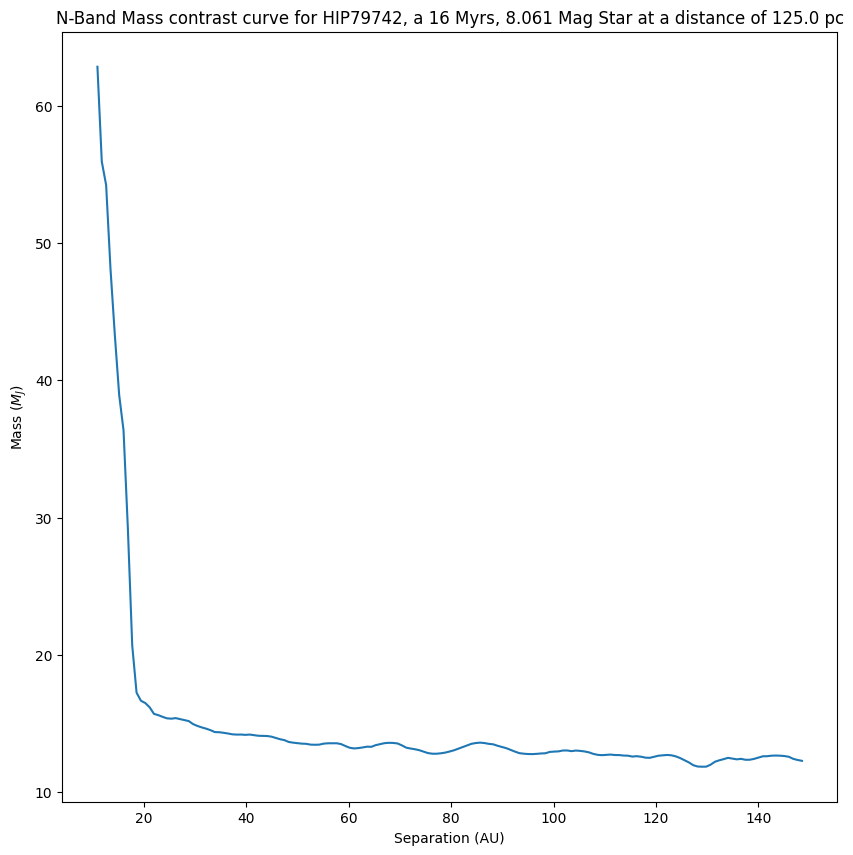 N-Band Mass contrast curve for HIP79742, a 16 Myrs, 8.061 Mag Star at a distance of 125.0 pc
60
50
40
30
20
10
Mass ($M_J$)
20 40 60 80 100 120 140
Separation (AU)